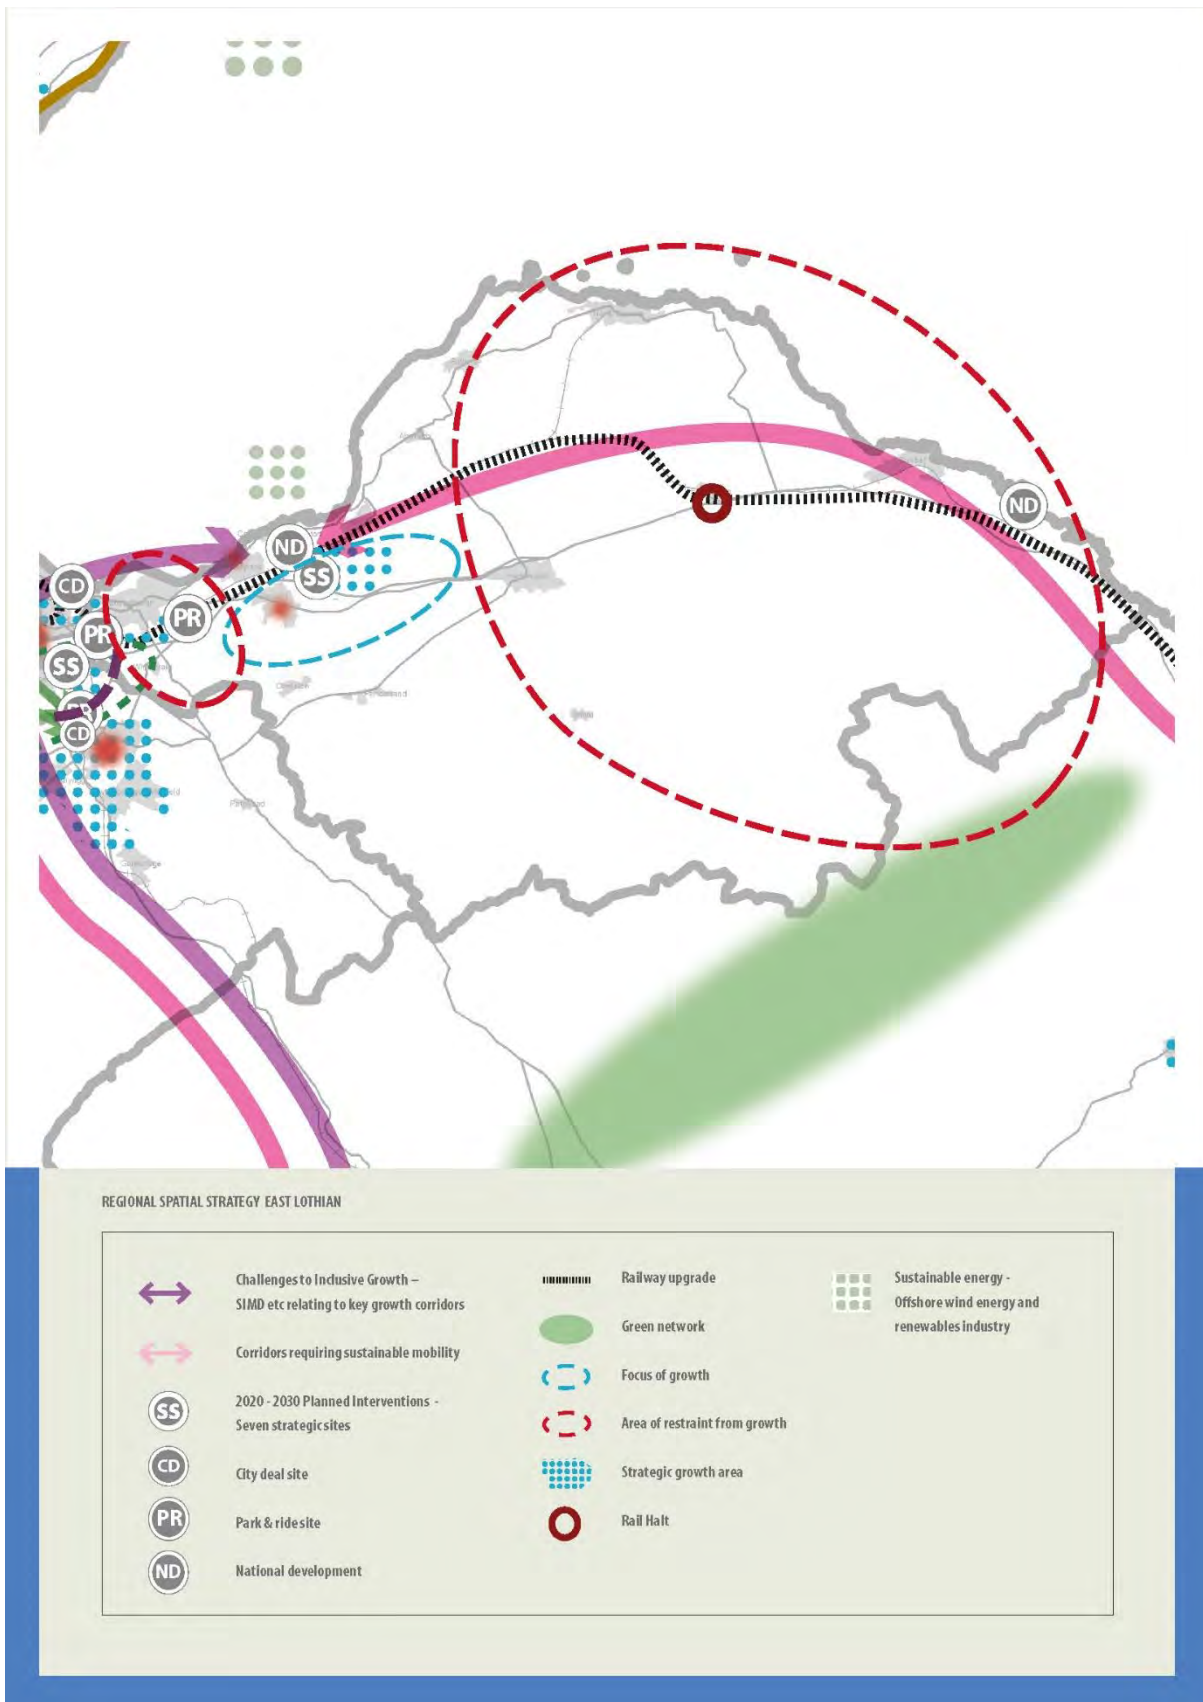 ND
ND
SS
CD
PR
PR
SS
PR
CD
REGIONAL SPATIAL STRATEGY EAST LOTHIAN
Challenges to Inclusive Growth –
SIMD etc relating to key growth corridors
Corridors requiring sustainable mobility
SS
2020 - 2030 Planned Interventions -
Seven strategic sites
CD
City deal site
PR
Park & ride site
ND
National development
Railway upgrade
Green network
Focus of growth
Area of restraint from growth
Strategic growth area
Rail Halt
Sustainable energy -
Offshore wind energy and
renewables industry